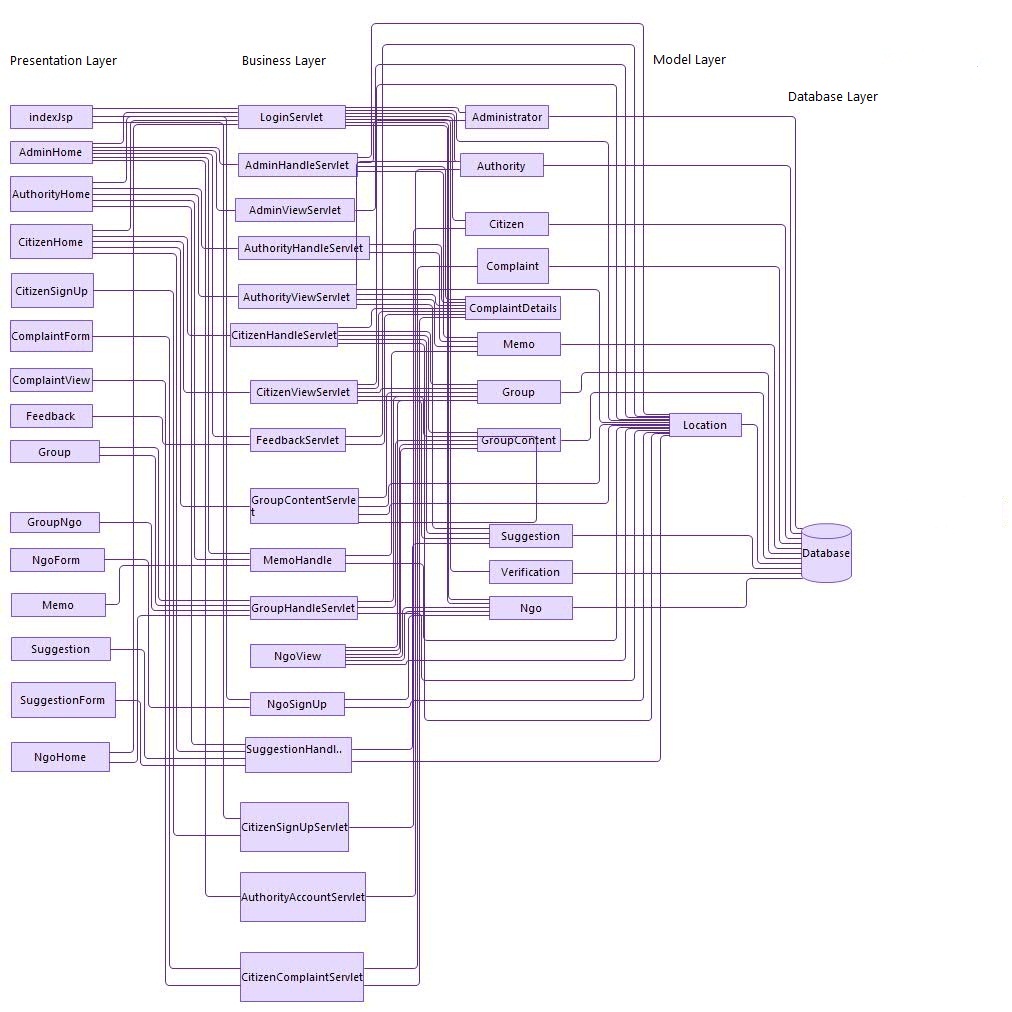 Presentation Layer
Business Layer
Model Layer
Database Layer
indexJsp
AdminHome
AuthorityHome
CitizenHome
CitizenSignUp
ComplaintForm
ComplaintView
Feedback
Group
GroupNgo
NgoForm
Memo
Suggestion
SuggestionForm
NgoHome
LoginServlet
AdminHandleServlet
AdminViewServlet
AuthorityHandleServlet
AuthorityViewServlet
CitizenHandleServlet
CitizenViewServlet
FeedbackServlet
GroupContentServle
t
MemoHandle
GroupHandleServlet
NgoView
NgoSignUp
SuggestionHandl..
CitizenSignUpServlet
AuthorityAccountServlet
CitizenComplaintServlet
Administrator
Authority
Citizen
Complaint
ComplaintDetails
Memo
Group
GroupContent
Suggestion
Verification
Ngo
Location
Database